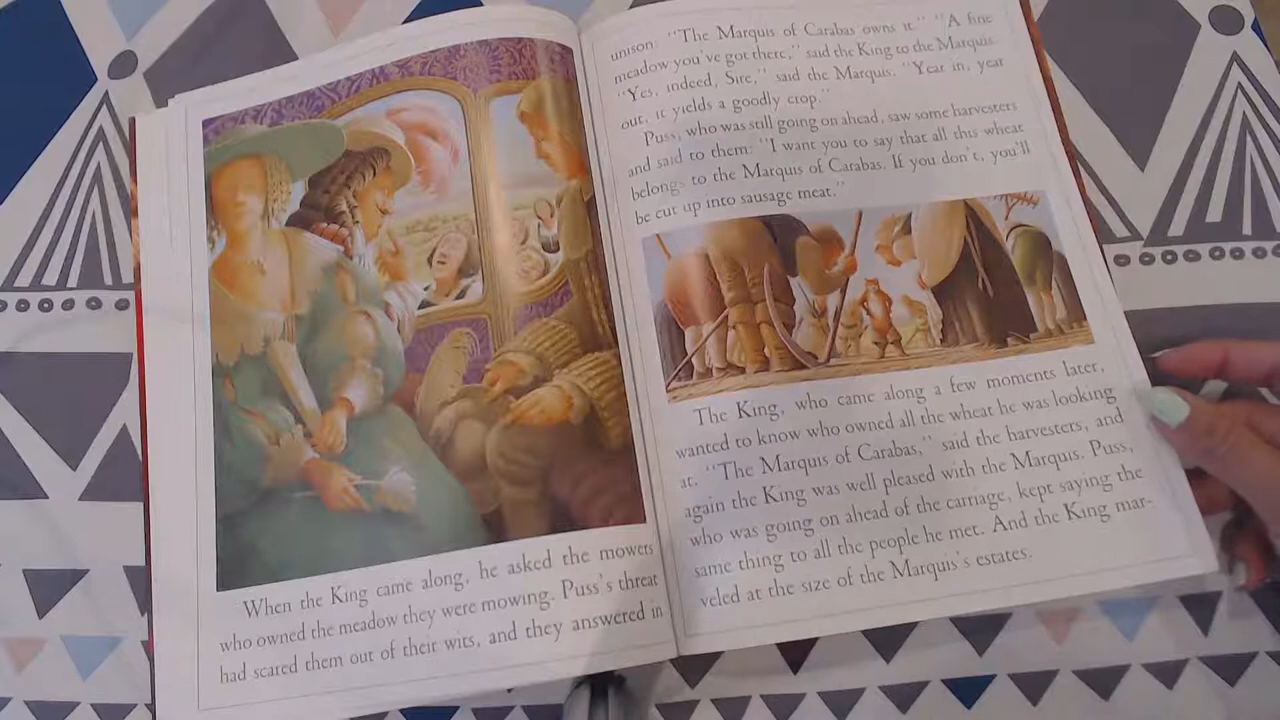 When the King came along, he asked the mowers
who owned the meadow they were mowing. Puss's threat
had scared them out of their wits, and they answered in
unison: "The Marquis of Carabas owns it." "A fine
meadow you've got there," said the King to the Marquis.
"Yes, indeed, Sire," said the Marquis. "Year in, year
out, it yields a goodly crop."
Puss, who was still going on ahead, saw some harvesters
and said to them: "I want you to say that all this wheat
belongs to the Marquis of Carabas. If you don't, you'll
be cut up into sausage meat."
The King, who came along a few moments later,
wanted to know who owned all the wheat he was looking
at. "The Marquis of Carabas," said the harvesters, and
again the King was well pleased with the Marquis. Puss,
who was going on ahead of the carriage, kept saying the
same thing to all the people he met. And the King mar-
veled at the size of the Marquis's estates.